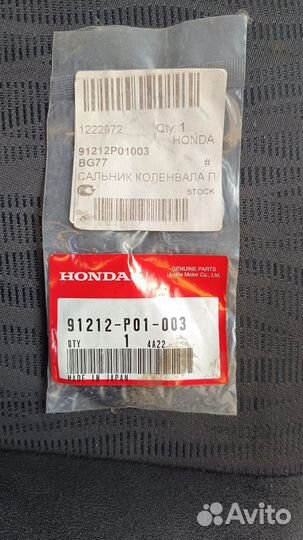 1222972 Qty 1
HONDA
91212P01003
BG77 #
САЛЬНИК КОЛЕНВАЛА П
STOCK
HONDA GENUINE PARTS
Honda Motor Co., Ltd.
91212-P01-003
QTY 1 4A22
MADE IN JAPAN
Avito